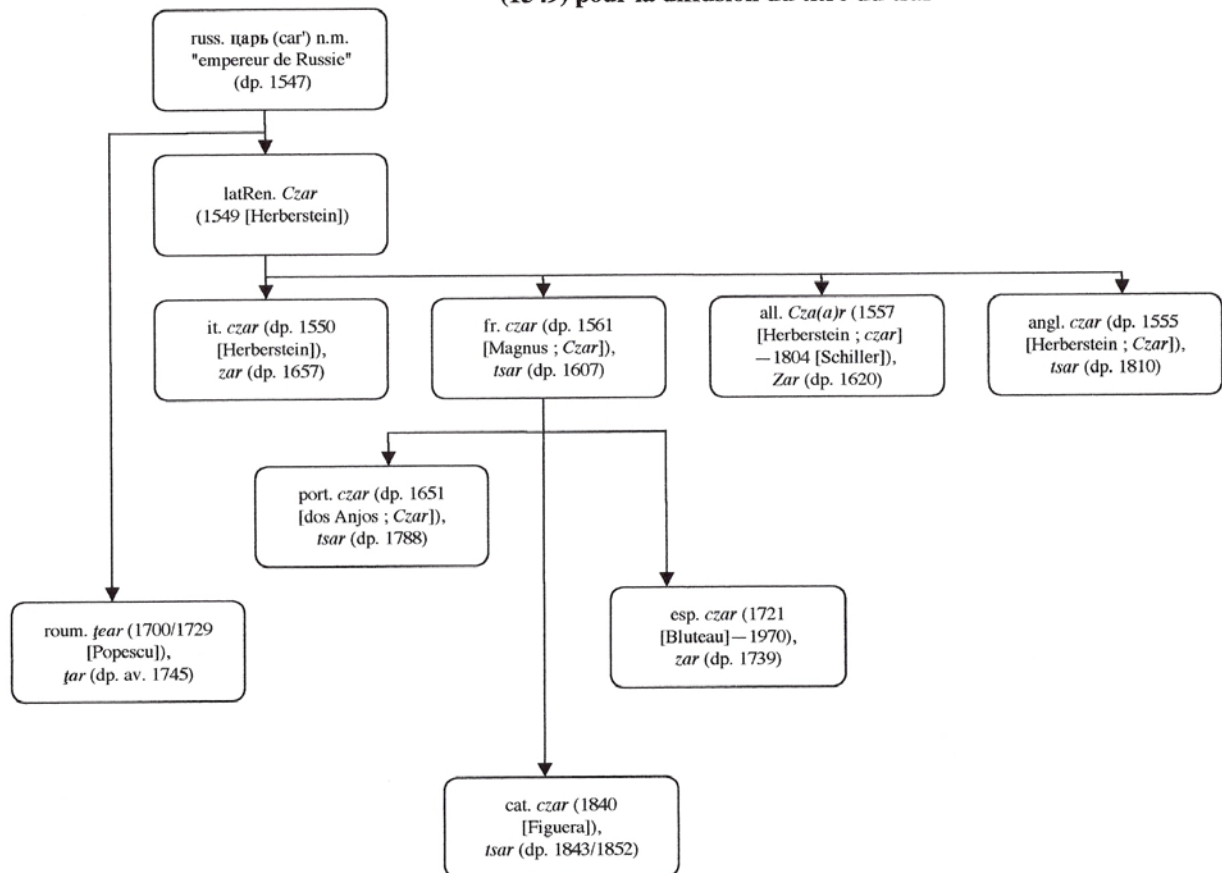 (1549) pour la diffusion du titre du tsar
russ. царь (car') n.m.
"empereur de Russie"
(dp. 1547)
latRen. Czar
(1549 [Herberstein])
it. czar (dp. 1550
[Herberstein]),
zar (dp. 1657)
fr. czar (dp. 1561
[Magnus ; Czar]),
tsar (dp. 1607)
all. Cza(a)r (1557
[Herberstein ; czar]
—1804 [Schiller]),
Zar (dp. 1620)
angl. czar (dp. 1555
[Herberstein ; Czar]),
tsar (dp. 1810)
port. czar (dp. 1651
[dos Anjos ; Czar]),
tsar (dp. 1788)
roum. țear (1700/1729
[Popescu]),
țar (dp. av. 1745)
esp. czar (1721
[Bluteau]—1970),
zar (dp. 1739)
cat. czar (1840
[Figuera]),
tsar (dp. 1843/1852)